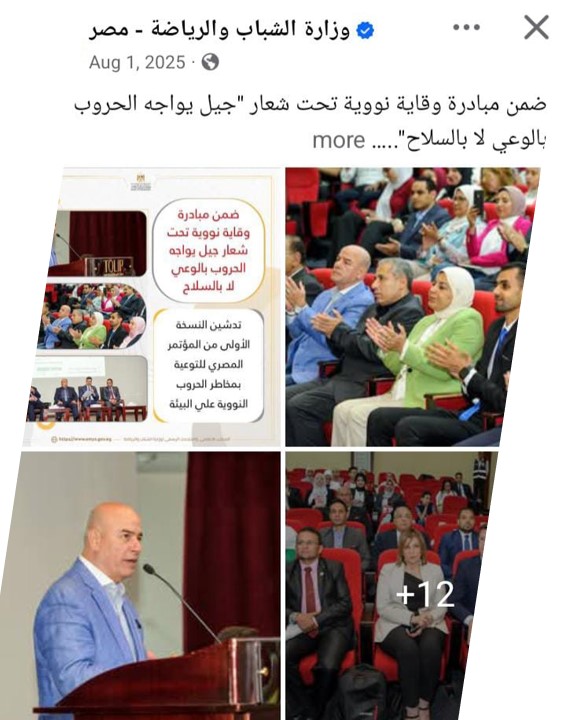 وزارة الشباب والرياضة - مصر
Aug 1, 2025 ·
ضمن مبادرة وقاية نووية تحت شعار "جيل يواجه الحروب
بالوعي لا بالسلاح"..... more
ضمن مبادرة
وقاية نووية تحت
شعار جيل يواجه
الحروب بالوعي
لا بالسلاح
تدشين النسخة
الأولى من المؤتمر
المصري للتوعية
بمخاطر الحروب
النووية علي البيئة
TOLIP
+12